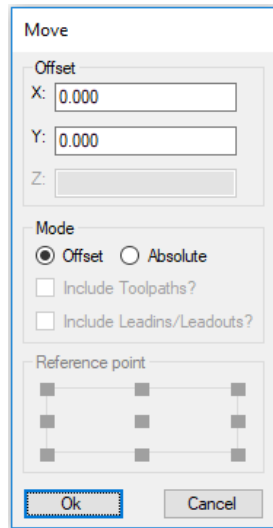 Move
Offset
X: 0.000
Y: 0.000
Z:
Mode
Offset Absolute
Include Toolpaths?
Include Leadins/Leadouts?
Reference point
Ok Cancel